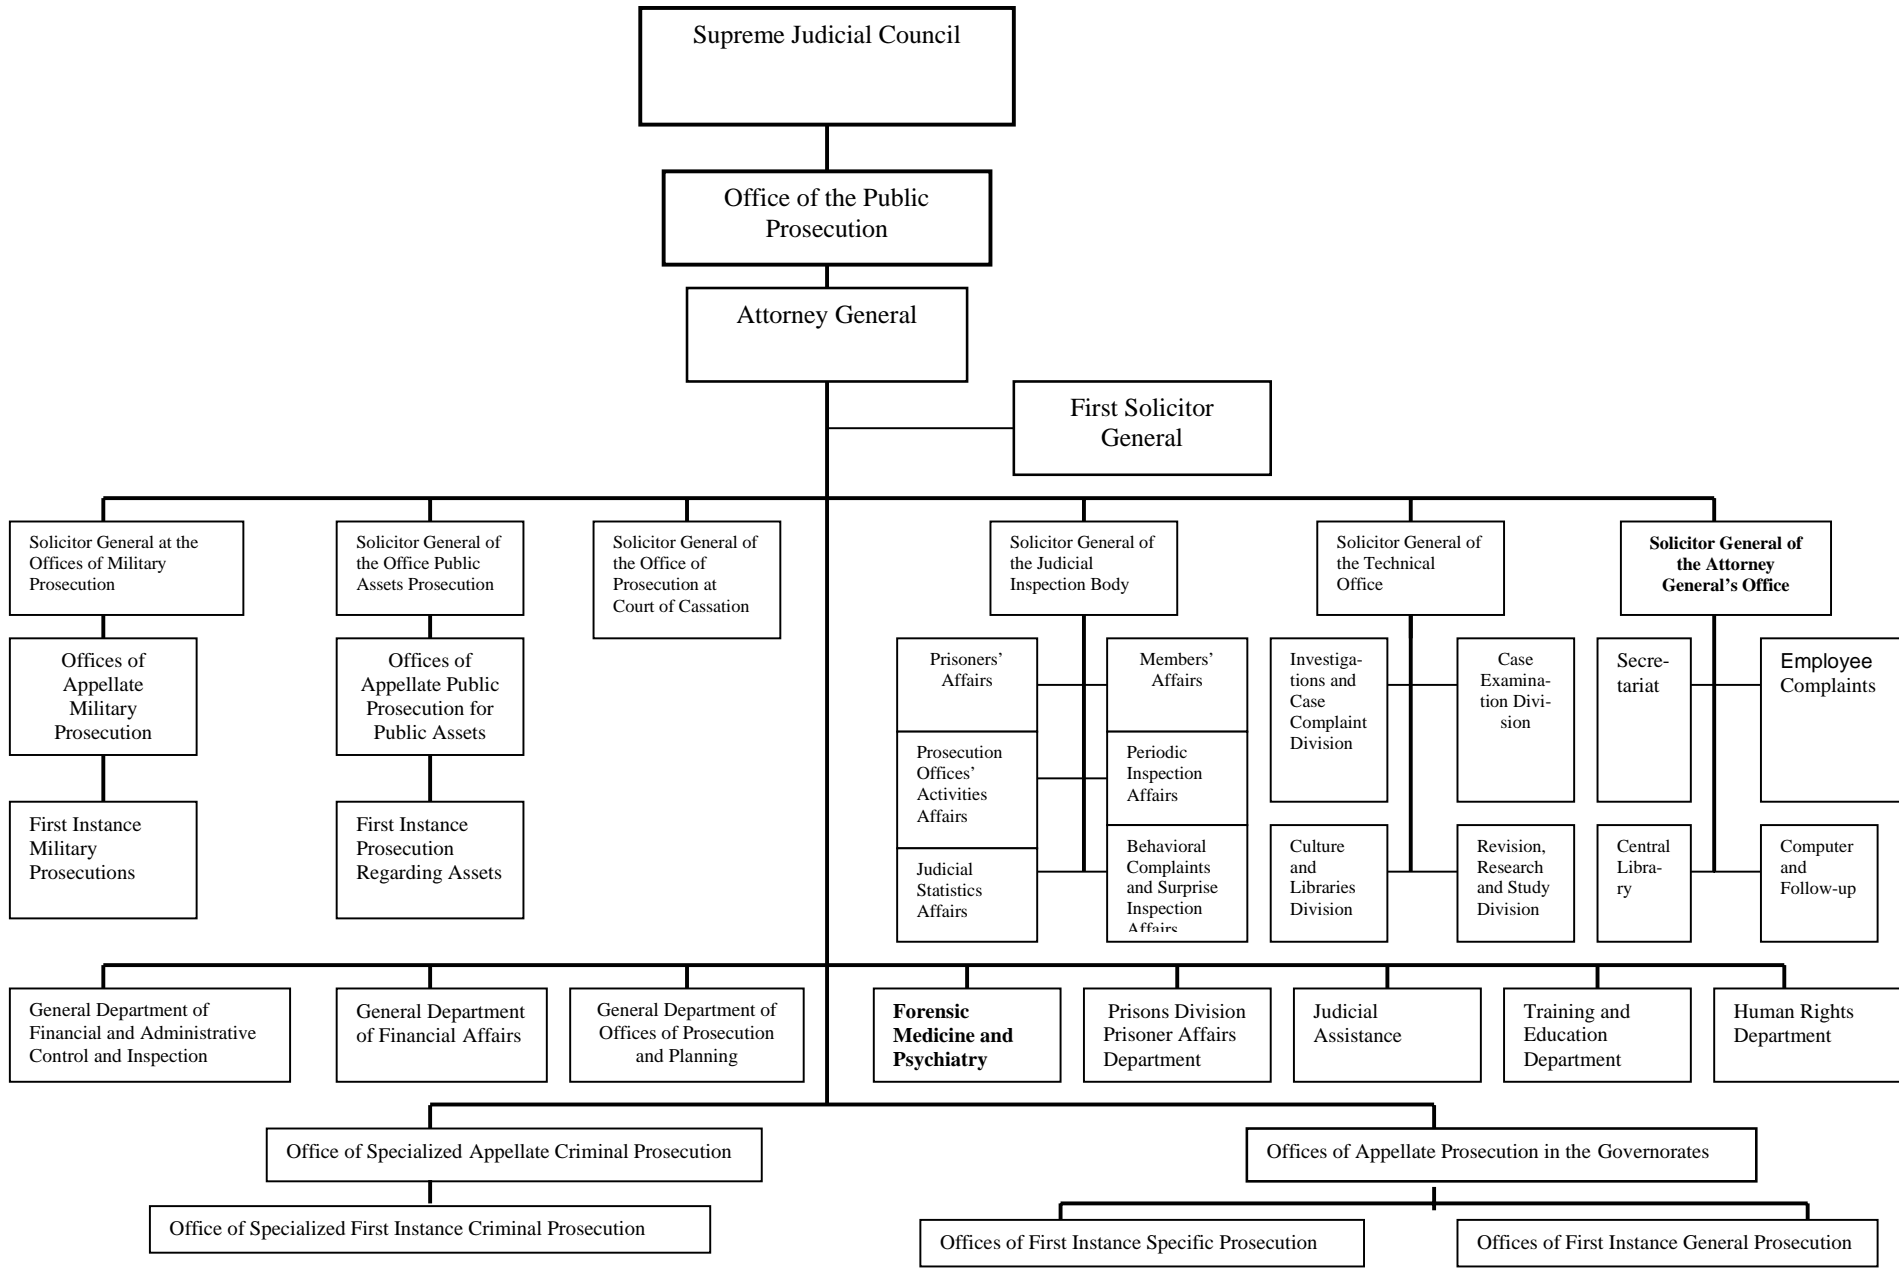 Supreme Judicial Council
Office of the Public
Prosecution
Attorney General
First Solicitor
General
Solicitor General at the
Offices of Military
Prosecution
Solicitor General of
the Office Public
Assets Prosecution
Solicitor General of
the Office of
Prosecution at
Court of Cassation
Solicitor General of
the Judicial
Inspection Body
Solicitor General of
the Technical
Office
Solicitor General of
the Attorney
General's Office
Offices of
Appellate
Military
Prosecution
Offices of
Appellate Public
Prosecution for
Public Assets
Prisoners'
Affairs
Members'
Affairs
Investiga-
tions and
Case
Complaint
Division
Case
Examina-
tion Divi-
sion
Secre-
tariat
Employee
Complaints
Prosecution
Offices'
Activities
Affairs
Periodic
Inspection
Affairs
First Instance
Military
Prosecutions
First Instance
Prosecution
Regarding Assets
Judicial
Statistics
Affairs
Behavioral
Complaints
and Surprise
Inspection
Affairs
Culture
and
Libraries
Division
Revision,
Research
and Study
Division
Central
Libra-
ry
Computer
and
Follow-up
General Department of
Financial and Administrative
Control and Inspection
General Department
of Financial Affairs
General Department of
Offices of Prosecution
and Planning
Forensic
Medicine and
Psychiatry
Prisons Division
Prisoner Affairs
Department
Judicial
Assistance
Training and
Education
Department
Human Rights
Department
Office of Specialized Appellate Criminal Prosecution
Offices of Appellate Prosecution in the Governorates
Office of Specialized First Instance Criminal Prosecution
Offices of First Instance Specific Prosecution
Offices of First Instance General Prosecution